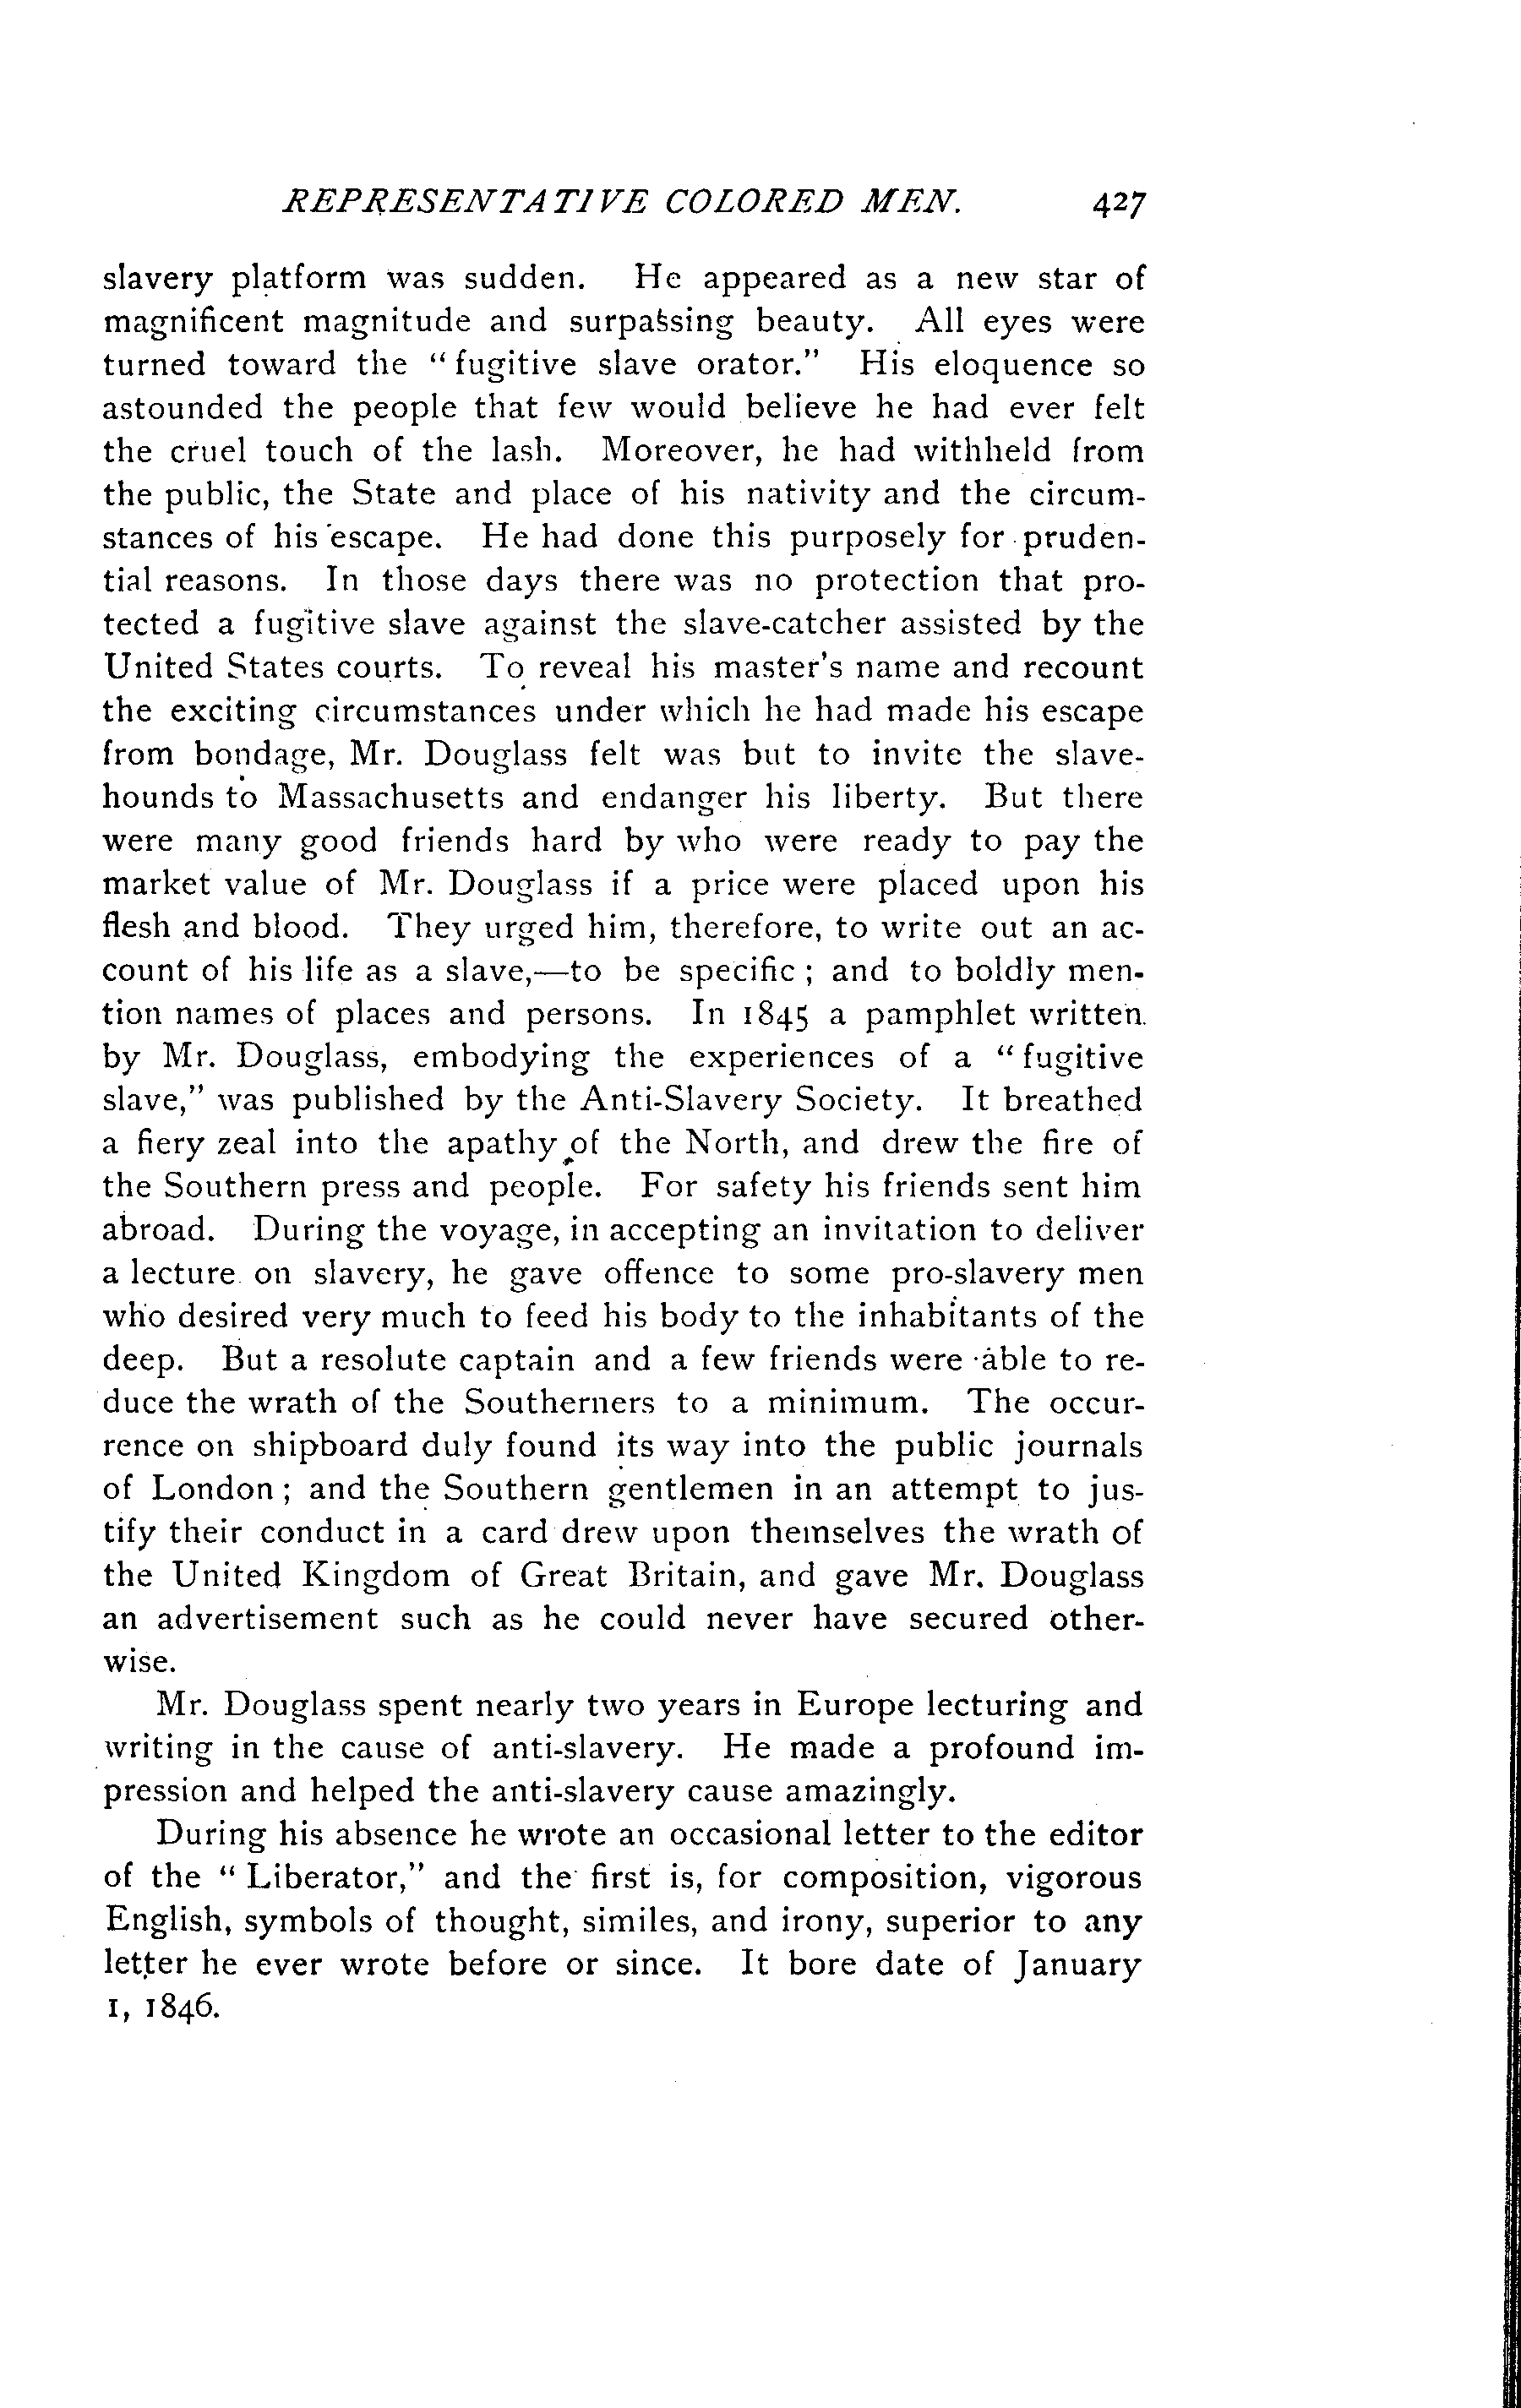 REPRESENTATIVE COLORED MEN. 427
slavery platform was sudden. He appeared as a new star of
magnificent magnitude and surpassing beauty. All eyes were
turned toward the “fugitive slave orator.” His eloquence so
astounded the people that few would believe he had ever felt
the cruel touch of the lash. Moreover, he had withheld from
the public, the State and place of his nativity and the circum-
stances of his escape. He had done this purposely for pruden-
tial reasons. In those days there was no protection that pro-
tected a fugitive slave against the slave-catcher assisted by the
United States courts. To reveal his master's name and recount
the exciting circumstances under which he had made his escape
from bondage, Mr. Douglass felt was but to invite the slave-
hounds to Massachusetts and endanger his liberty. But there
were many good friends hard by who were ready to pay the
market value of Mr. Douglass if a price were placed upon his
flesh and blood. They urged him, therefore, to write out an ac-
count of his life as a slave,—to be specific; and to boldly men-
tion names of places and persons. In 1845 a pamphlet written
by Mr. Douglass, embodying the experiences of a “fugitive
slave,” was published by the Anti-Slavery Society. It breathed
a fiery zeal into the apathy of the North, and drew the fire of
the Southern press and people. For safety his friends sent him
abroad. During the voyage, in accepting an invitation to deliver
a lecture on slavery, he gave offence to some pro-slavery men
who desired very much to feed his body to the inhabitants of the
deep. But a resolute captain and a few friends were able to re-
duce the wrath of the Southerners to a minimum. The occur-
rence on shipboard duly found its way into the public journals
of London; and the Southern gentlemen in an attempt to jus-
tify their conduct in a card drew upon themselves the wrath of
the United Kingdom of Great Britain, and gave Mr. Douglass
an advertisement such as he could never have secured other-
wise.
Mr. Douglass spent nearly two years in Europe lecturing and
writing in the cause of anti-slavery. He made a profound im-
pression and helped the anti-slavery cause amazingly.
During his absence he wrote an occasional letter to the editor
of the “Liberator,” and the first is, for composition, vigorous
English, symbols of thought, similes, and irony, superior to any
letter he ever wrote before or since. It bore date of January
1, 1846.